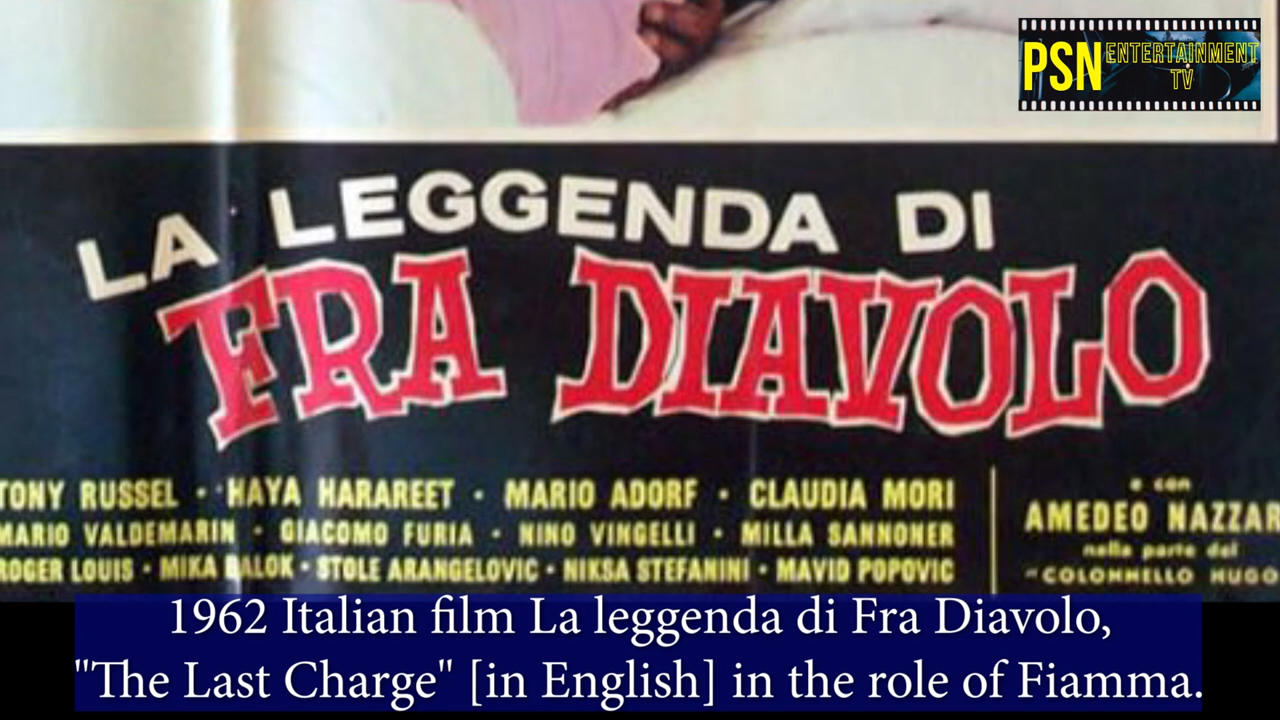 PSN ENTERTAINMENT
TV
LA LEGGENDA DI
FRA DIAVOLO
TONY RUSSEL · HAYA HARAREET · MARIO ADORF · CLAUDIA MORI
MARIO VALDEMARIN · GIACOMO FURIA · NINO VINGELLI · MILLA SANNONER
ROGER LOUIS · MIKA BALOK · STOLE ARANGELOVIC · NIKSA STEFANINI · MAVID POPOVIC
e con
AMEDEO NAZZAR
nella parte del
"COLONNELLO HUGO
1962 Italian film La leggenda di Fra Diavolo,
"The Last Charge" [in English] in the role of Fiamma.